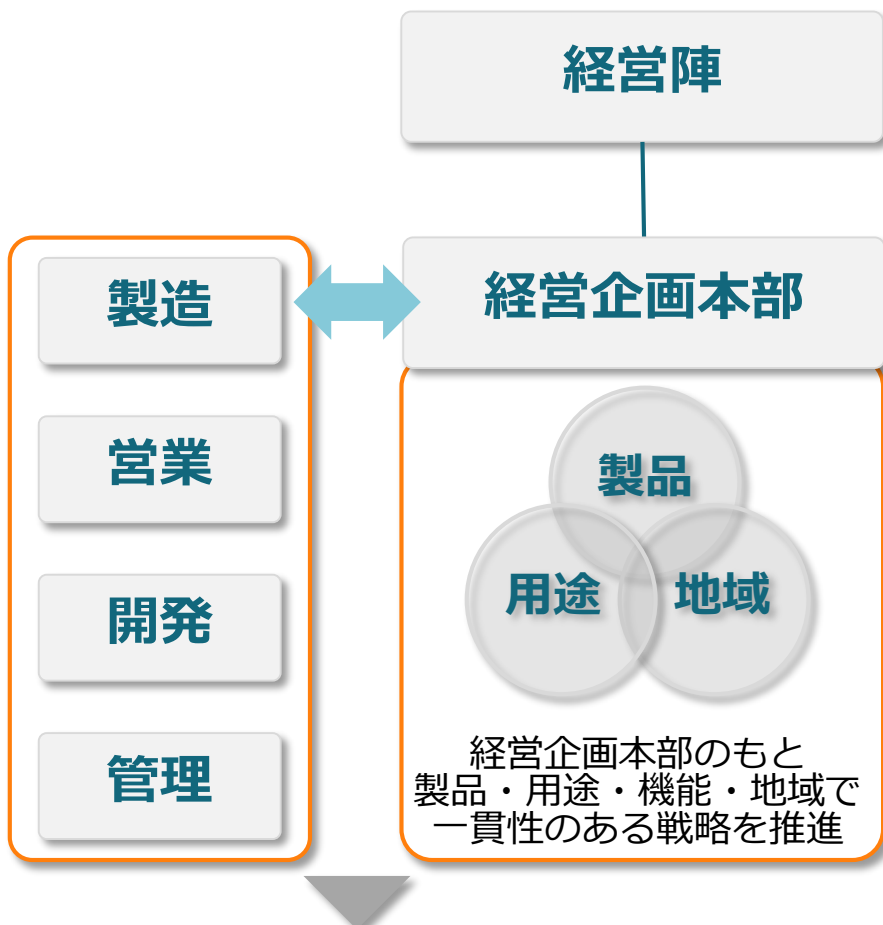 経営陣
製造
経営企画本部
営業
開発
管理
製品
用途
地域
経営企画本部のもと
製品・用途・機能・地域で
一貫性のある戦略を推進